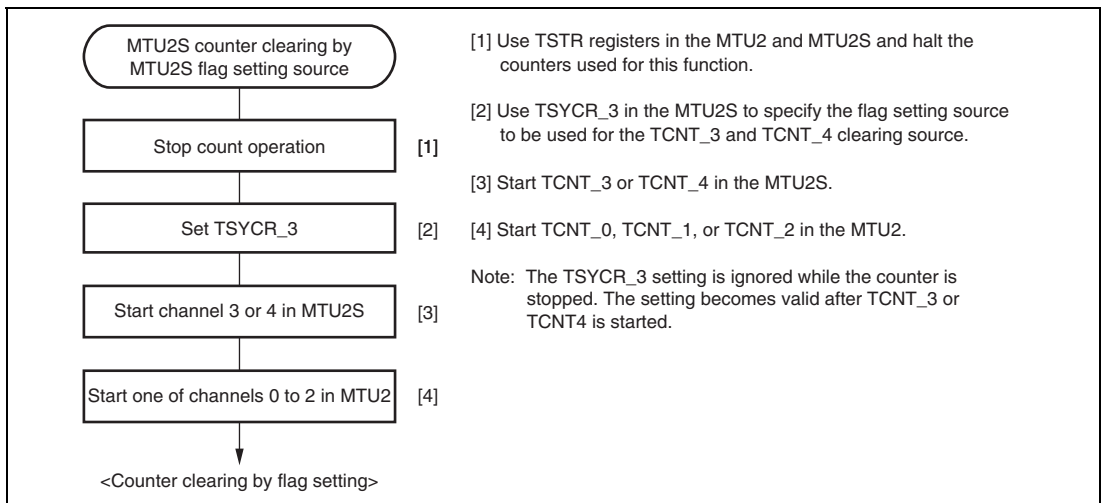 MTU2S counter clearing by
MTU2S flag setting source
Stop count operation
[1]
Set TSYCR_3
[2]
Start channel 3 or 4 in MTU2S
[3]
Start one of channels 0 to 2 in MTU2
[4]
<Counter clearing by flag setting>
[1] Use TSTR registers in the MTU2 and MTU2S and halt the
counters used for this function.
[2] Use TSYCR_3 in the MTU2S to specify the flag setting source
to be used for the TCNT_3 and TCNT_4 clearing source.
[3] Start TCNT_3 or TCNT_4 in the MTU2S.
[4] Start TCNT_0, TCNT_1, or TCNT_2 in the MTU2.
Note: The TSYCR_3 setting is ignored while the counter is
stopped. The setting becomes valid after TCNT_3 or
TCNT4 is started.